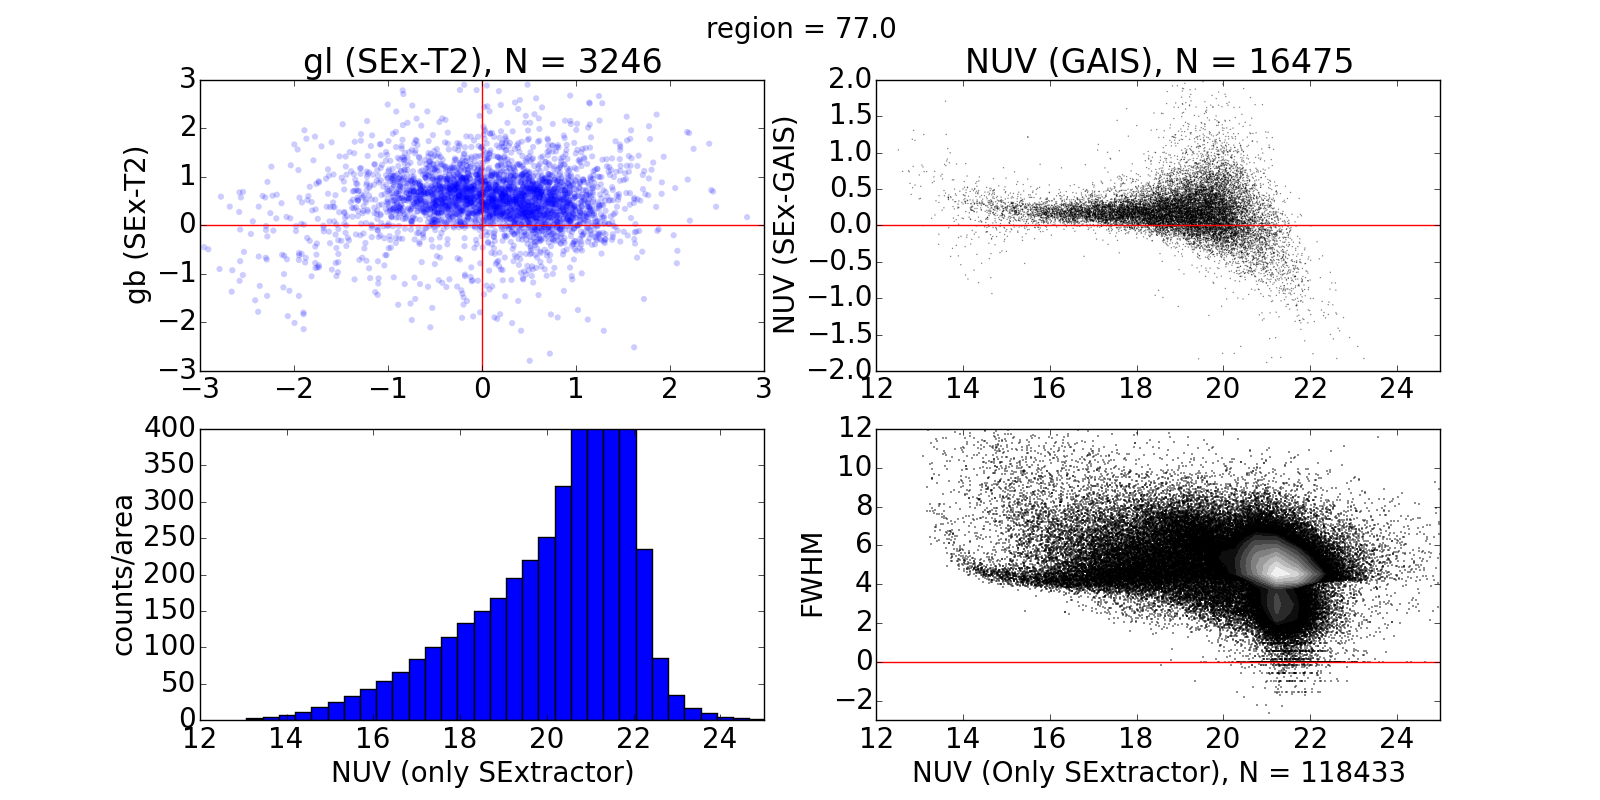 region = 77.0
gl (SEx-T2), N = 3246
NUV (GAIS), N = 16475
gb (SEx-T2)
3
2
1
0
−1
−2
−3
−3 −2 −1 0 1 2 3
NUV (SEx-GAIS)
2.0
1.5
1.0
0.5
0.0
−0.5
−1.0
−1.5
−2.0
12 14 16 18 20 22 24
counts/area
400
350
300
250
200
150
100
50
0
12 14 16 18 20 22 24
NUV (only SExtractor)
FWHM
12
10
8
6
4
2
0
−2
12 14 16 18 20 22 24
NUV (Only SExtractor), N = 118433